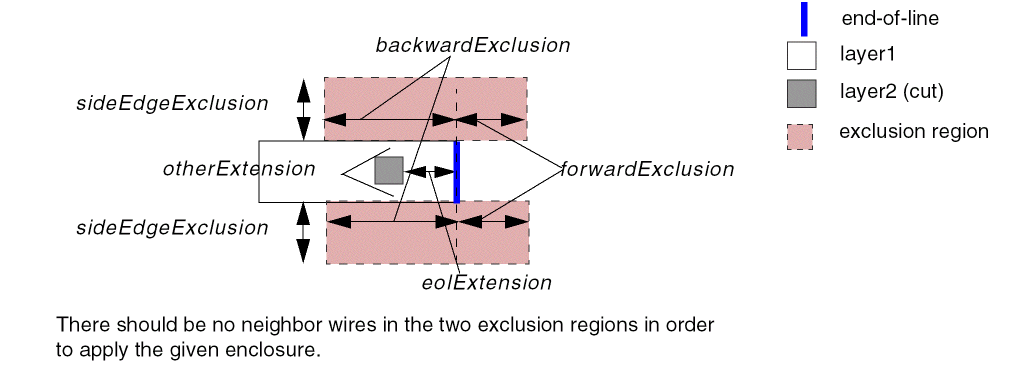 end-of-line
backwardExclusion
layer1
layer2 (cut)
sideEdgeExclusion
exclusion region
otherExtension
forwardExclusion
sideEdgeExclusion
eolExtension
There should be no neighbor wires in the two exclusion regions in order
to apply the given enclosure.